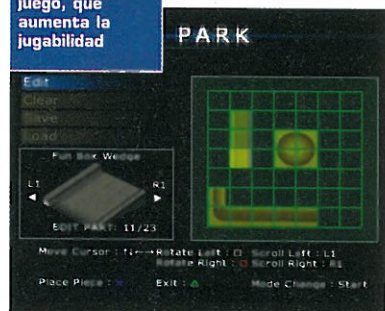 juego, que
aumenta la
jugabilidad
PARK
Edit
Clear
Save
Load
Fun Box Wedge
L1
R1
EDIT PART: 11/23
Move Cursor : ↑↓←→ Rotate Left : □ Scroll Left : L1
Rotate Right : Scroll Right : R1
Place Piece : × Exit : △ Mode Change : Start